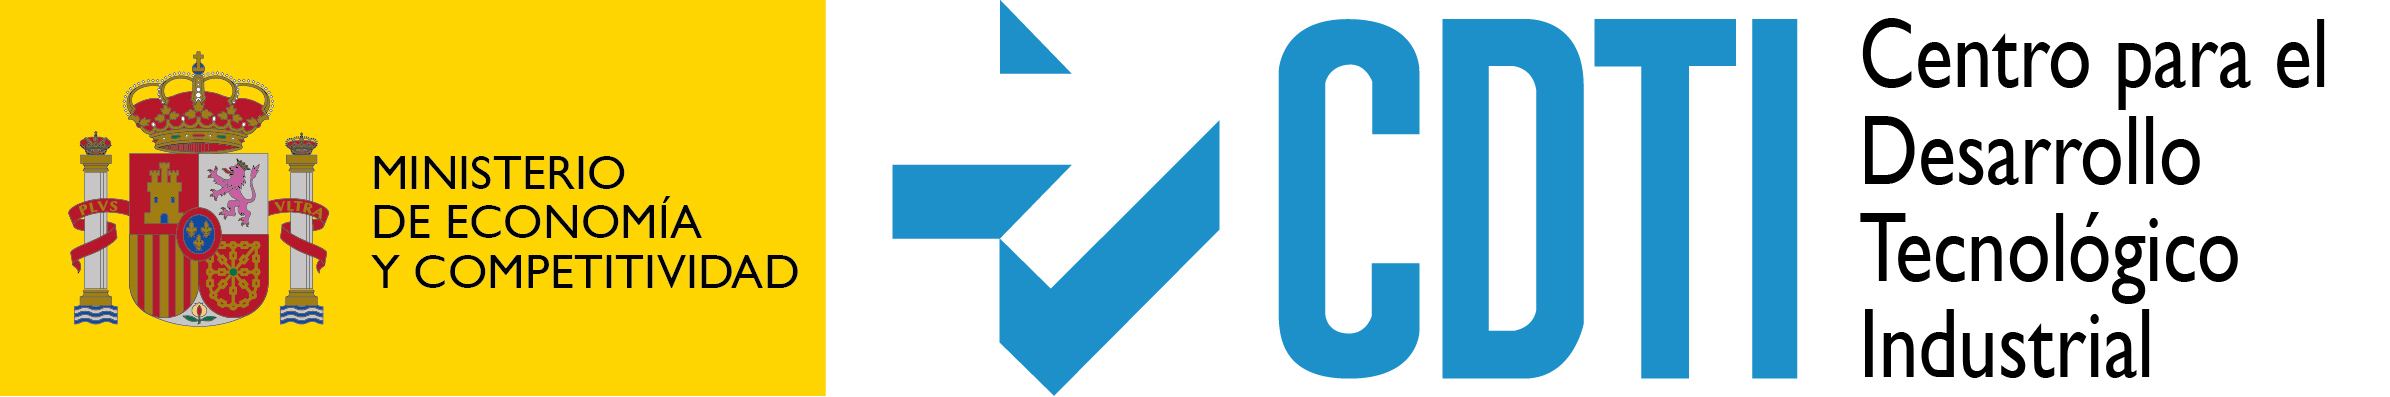 PLVS VLTRA
MINISTERIO
DE ECONOMÍA
Y COMPETITIVIDAD
CDTI
Centro para el
Desarrollo
Tecnológico
Industrial